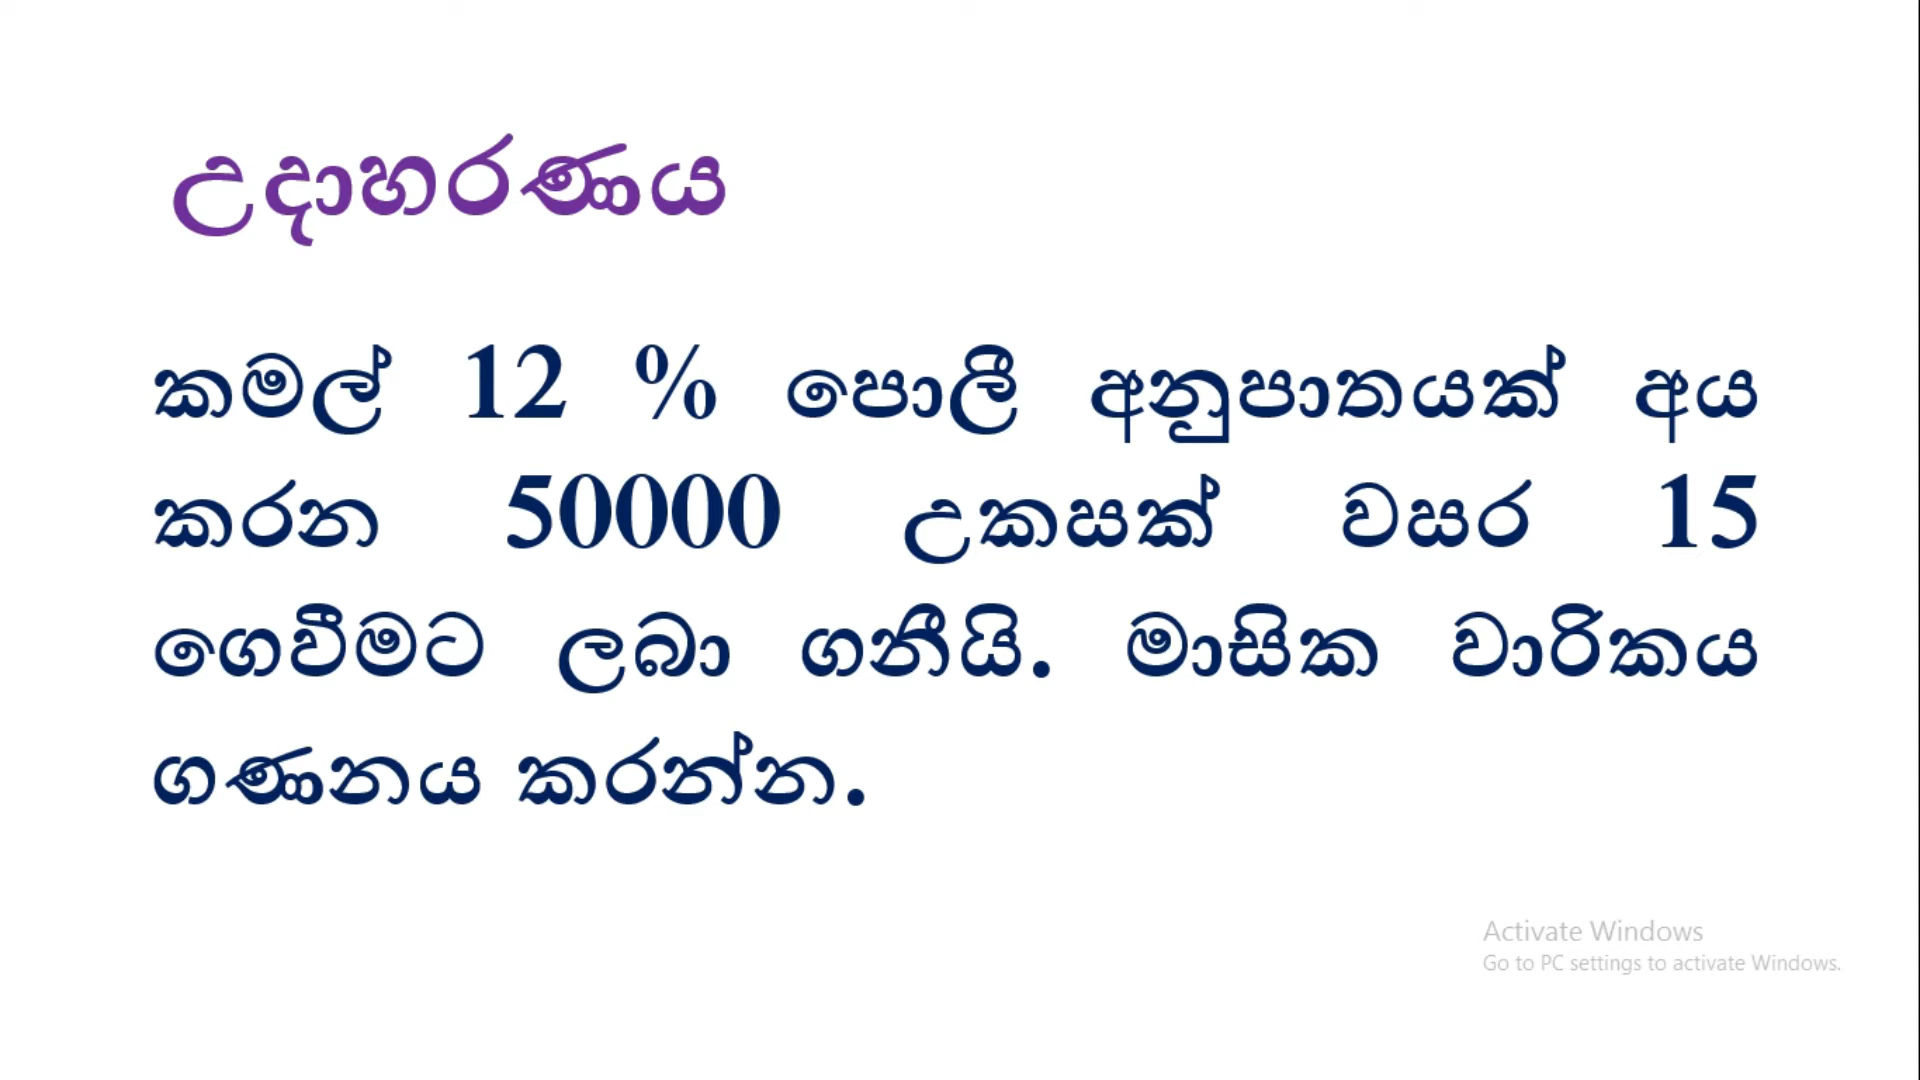 උදාහරණය
කමල් 12 % පොලී අනුපාතයක් අය
කරන 50000 උකසක් වසර 15
ගෙවීමට ලබා ගනීයි. මාසික වාරිකය
ගණනය කරන්න.
Activate Windows
Go to PC settings to activate Windows.